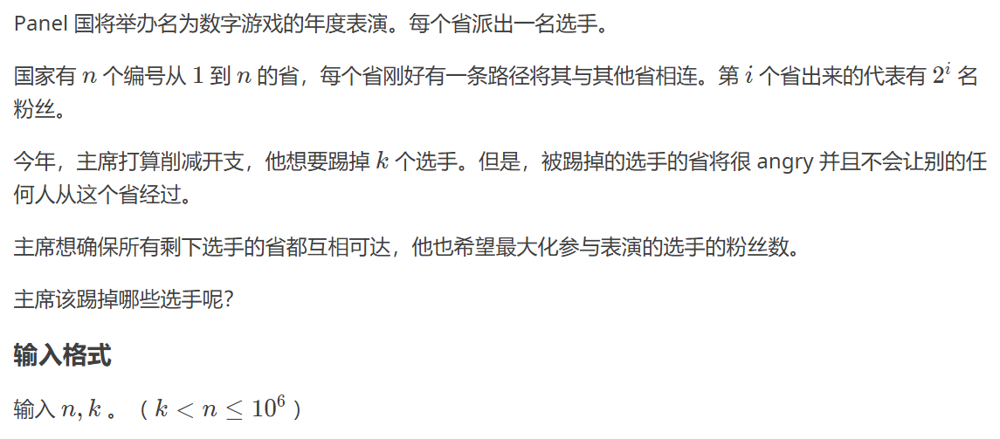 Panel 国将举办名为数字游戏的年度表演。每个省派出一名选手。
国家有 n 个编号从 1 到 n 的省，每个省刚好有一条路径将其与其他省相连。第 i 个省出来的代表有 2^i 名
粉丝。
今年，主席打算削减开支，他想要踢掉 k 个选手。但是，被踢掉的选手的省将很 angry 并且不会让别的任
何人从这个省经过。
主席想确保所有剩下选手的省都互相可达，他也希望最大化参与表演的选手的粉丝数。
主席该踢掉哪些选手呢？
输入格式
输入 n, k 。（ k < n ≤ 10^6 ）